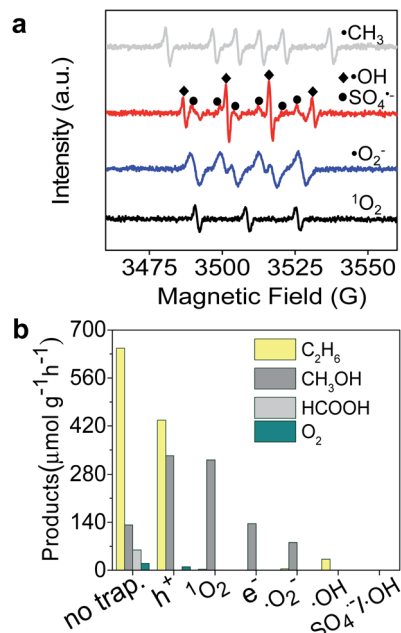 a
•CH₃
♦ •OH
● SO₄•⁻
•O₂⁻
¹O₂
Intensity (a.u.)
3475 3500 3525 3550
Magnetic Field (G)
b
700
560
420
280
140
0
Products(μmol g⁻¹h⁻¹)
C₂H₆
CH₃OH
HCOOH
O₂
no trap.
h⁺
¹O₂
e⁻
·O₂⁻
·OH
SO₄·⁻/·OH